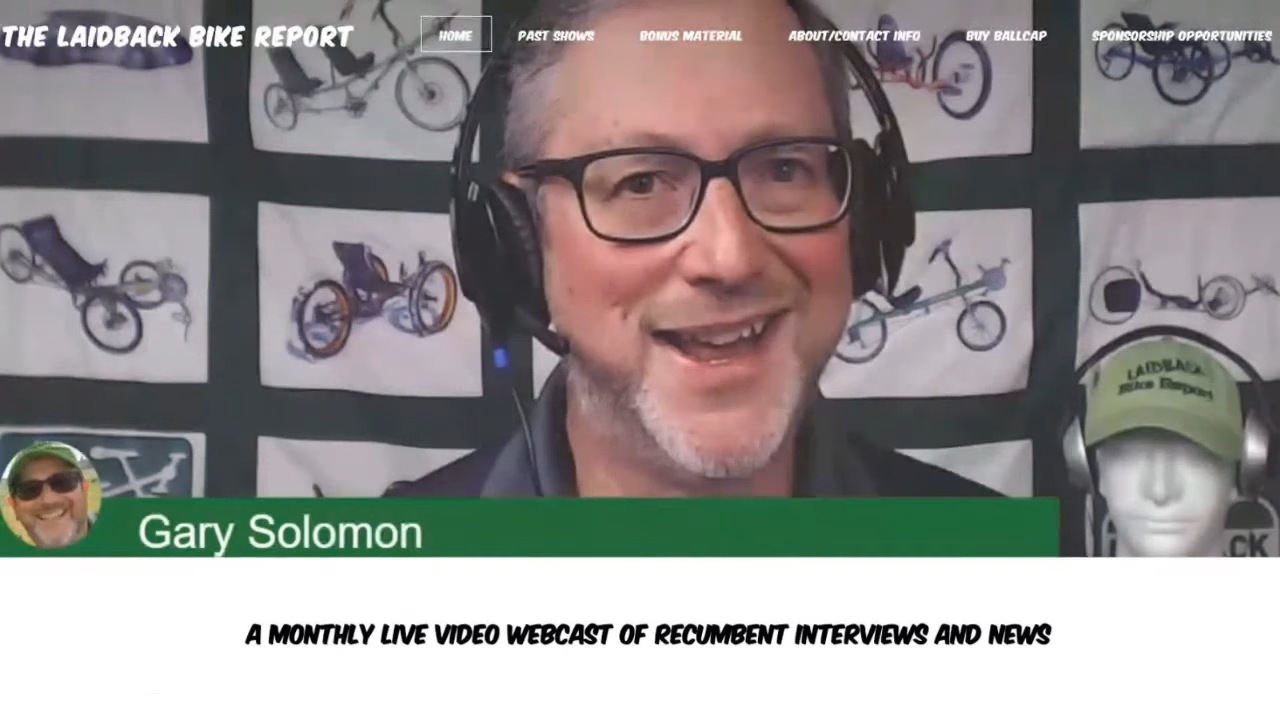 THE LAIDBACK BIKE REPORT
HOME
PAST SHOWS
BONUS MATERIAL
ABOUT/CONTACT INFO
BUY BALLCAP
SPONSORSHIP OPPORTUNITIES
LAIDBACK
Bike Report
CK
Gary Solomon
A MONTHLY LIVE VIDEO WEBCAST OF RECUMBENT INTERVIEWS AND NEWS